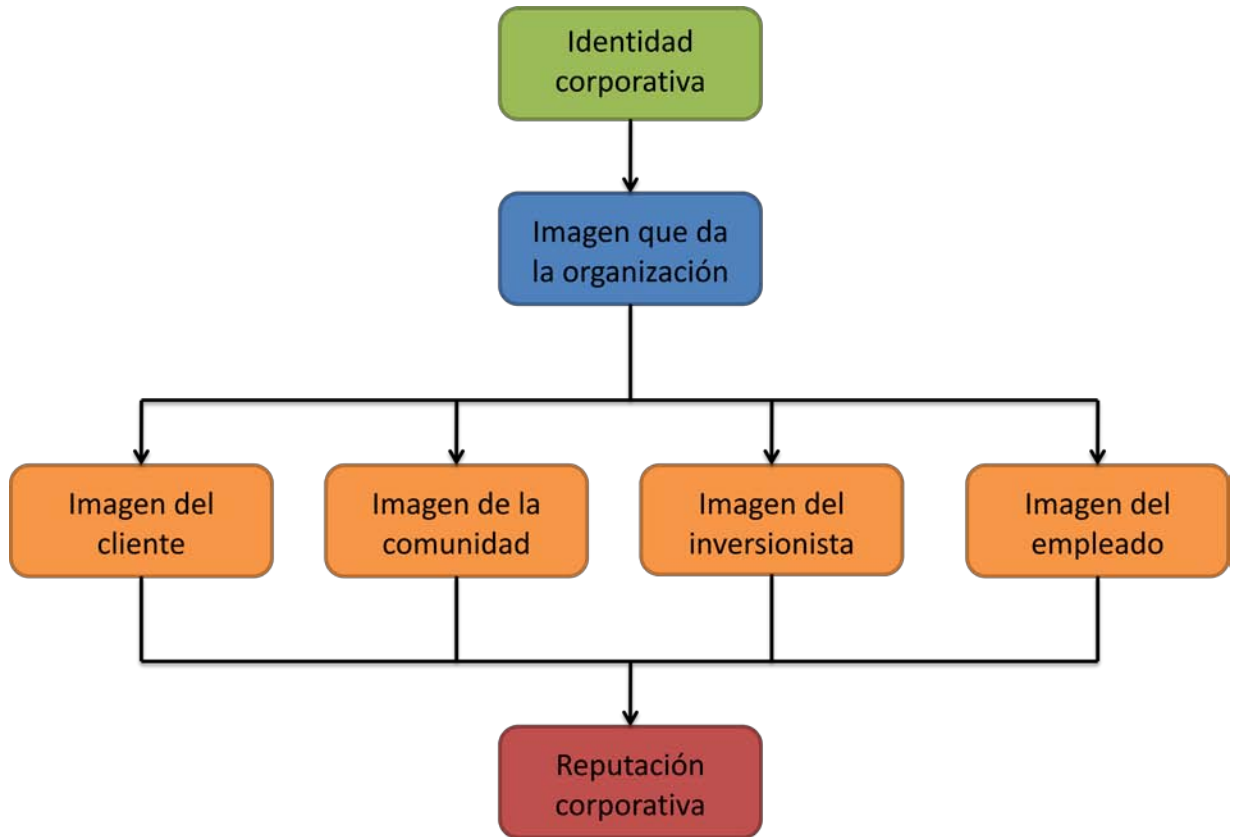 Identidad
corporativa
Imagen que da
la organización
Imagen del
cliente
Imagen de la
comunidad
Imagen del
inversionista
Imagen del
empleado
Reputación
corporativa